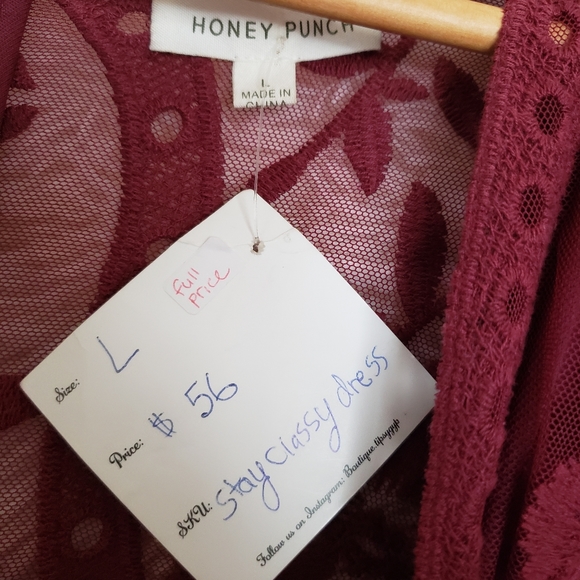 HONEY PUNCH
L
MADE IN
CHINA
full
price
Size: L
Price: $ 56
SKU: stay classy dress
Follow us on Instagram: Boutique.tipsygyp